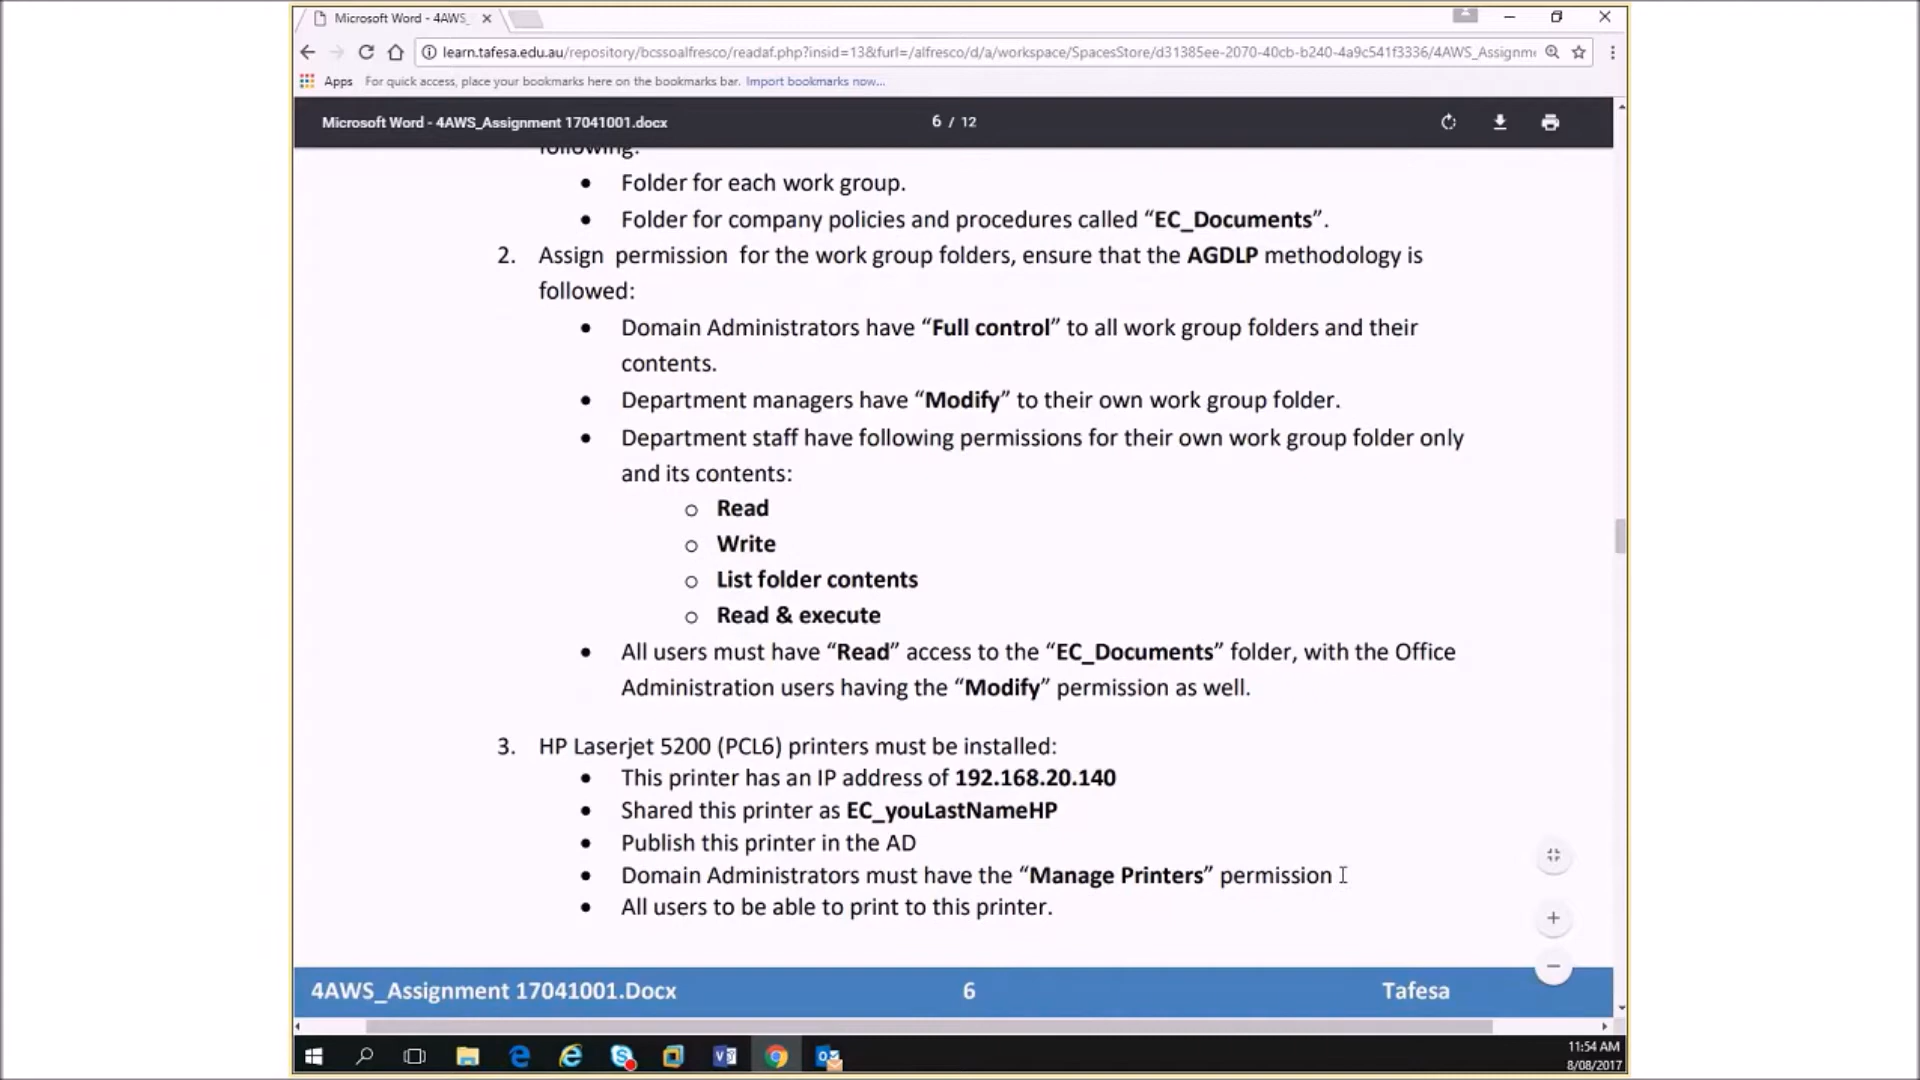 Microsoft Word - 4AWS_
learn.tafesa.edu.au/repository/bcssoalfresco/readaf.php?insid=13&furl=/alfresco/d/a/workspace/SpacesStore/d31385ee-2070-40cb-b240-4a9c541f3336/4AWS_Assignm
Apps For quick access, place your bookmarks here on the bookmarks bar. Import bookmarks now...
Microsoft Word - 4AWS_Assignment 17041001.docx 6 / 12
following:
• Folder for each work group.
• Folder for company policies and procedures called “EC_Documents”.
2. Assign permission for the work group folders, ensure that the AGDLP methodology is
followed:
• Domain Administrators have “Full control” to all work group folders and their
contents.
• Department managers have “Modify” to their own work group folder.
• Department staff have following permissions for their own work group folder only
and its contents:
o Read
o Write
o List folder contents
o Read & execute
• All users must have “Read” access to the “EC_Documents” folder, with the Office
Administration users having the “Modify” permission as well.
3. HP Laserjet 5200 (PCL6) printers must be installed:
• This printer has an IP address of 192.168.20.140
• Shared this printer as EC_youLastNameHP
• Publish this printer in the AD
• Domain Administrators must have the “Manage Printers” permission
• All users to be able to print to this printer.
4AWS_Assignment 17041001.Docx 6 Tafesa
11:54 AM
8/08/2017